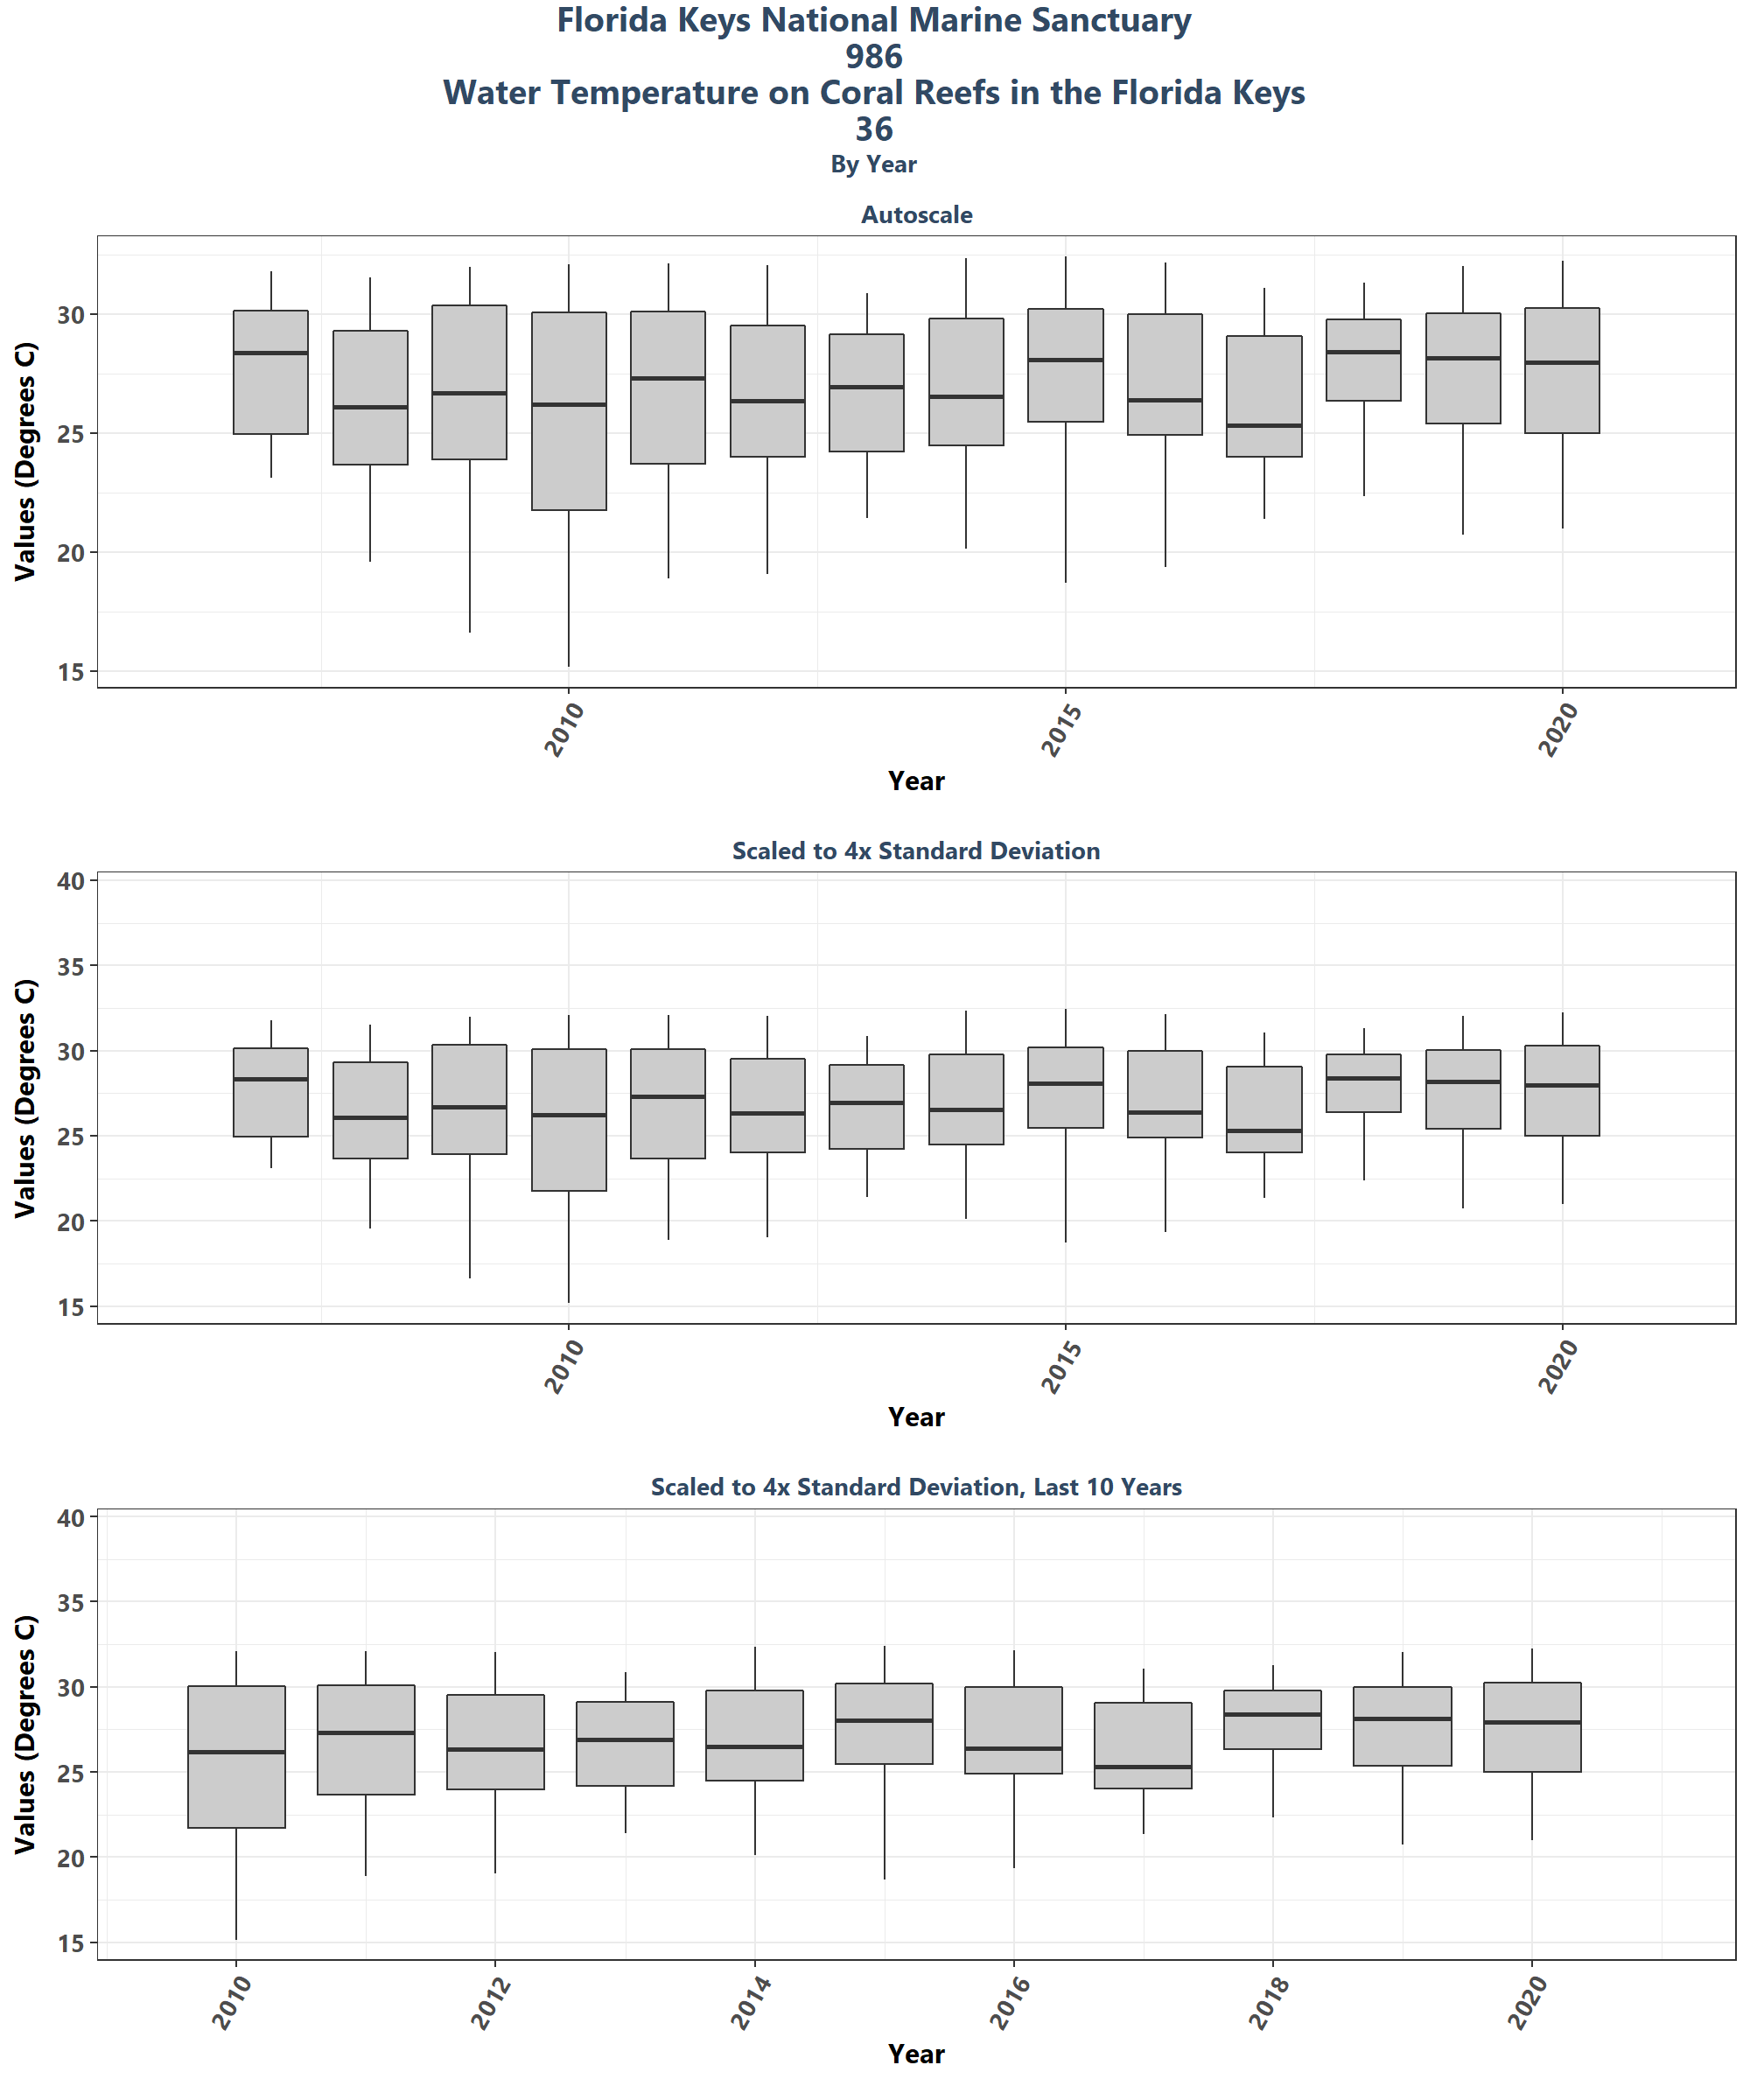 Florida Keys National Marine Sanctuary
986
Water Temperature on Coral Reefs in the Florida Keys
36
By Year
Autoscale
Values (Degrees C)
30
25
20
15
2010
2015
2020
Year
Scaled to 4x Standard Deviation
Values (Degrees C)
40
35
30
25
20
15
2010
2015
2020
Year
Scaled to 4x Standard Deviation, Last 10 Years
Values (Degrees C)
40
35
30
25
20
15
2010
2012
2014
2016
2018
2020
Year